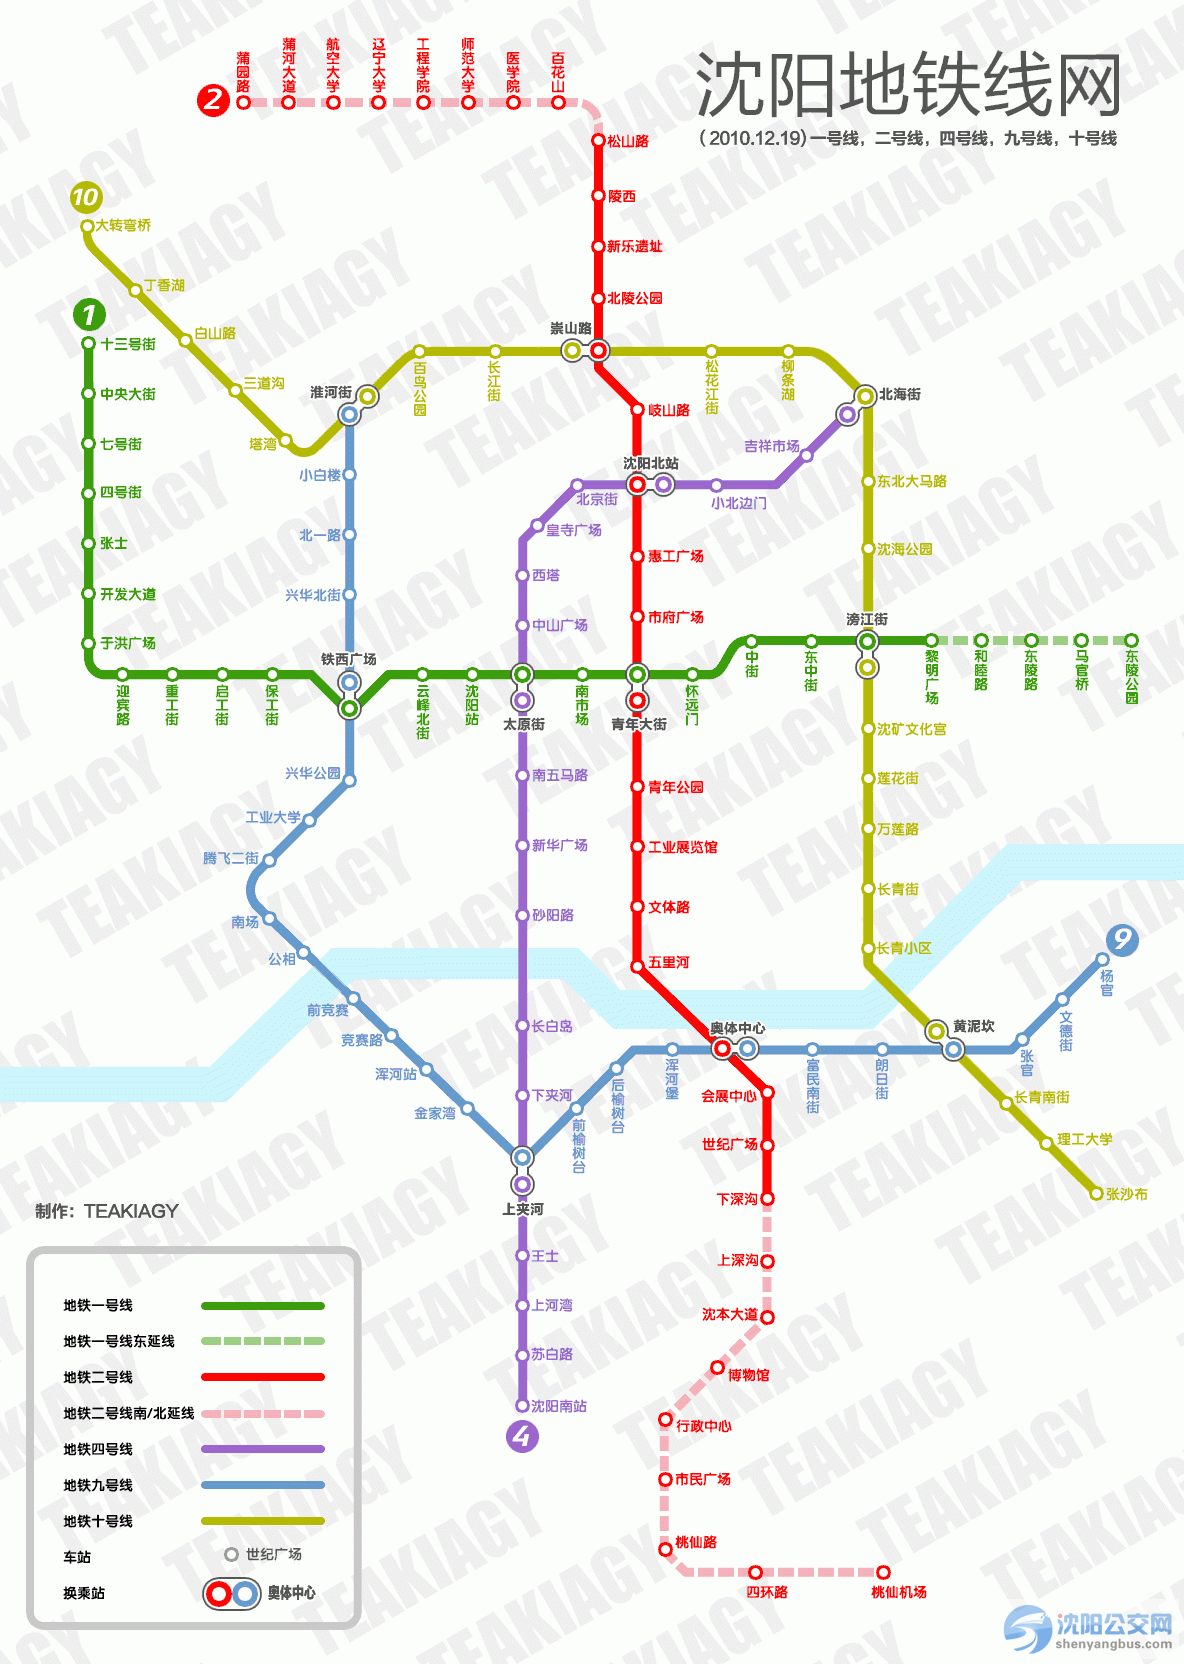 沈阳地铁线网
(2010.12.19)一号线，二号线，四号线，九号线，十号线
2
蒲园路
蒲河大道
航空大学
辽宁大学
工程学院
师范大学
医学院
百花山
松山路
陵西
新乐遗址
北陵公园
崇山路
岐山路
沈阳北站
惠工广场
市府广场
青年大街
青年公园
工业展览馆
文体路
五里河
奥体中心
会展中心
世纪广场
下深沟
上深沟
沈本大道
博物馆
行政中心
市民广场
桃仙路
四环路
桃仙机场
10
大转弯桥
丁香湖
白山路
三道沟
塔湾
淮河街
百鸟公园
长江街
松花江街
柳条湖
北海街
东北大马路
沈海公园
滂江街
沈矿文化宫
莲花街
万莲路
长青街
长青小区
黄泥坎
长青南街
理工大学
张沙布
1
十三号街
中央大街
七号街
四号街
张士
开发大道
于洪广场
迎宾路
重工街
启工街
保工街
铁西广场
云峰北街
沈阳站
太原街
南市场
怀远门
中街
东中街
黎明广场
和睦路
东陵路
马官桥
东陵公园
吉祥市场
小北边门
北京街
皇寺广场
西塔
中山广场
南五马路
新华广场
砂阳路
长白岛
下夹河
上夹河
王士
上河湾
苏白路
沈阳南站
4
小白楼
北一路
兴华北街
兴华公园
工业大学
腾飞二街
南场
公相
前竞赛
竞赛路
浑河站
金家湾
前榆树台
后榆树台
浑河堡
富民南街
朗日街
张官
文德街
杨官
9
制作：TEAKIAGY
地铁一号线
地铁一号线东延线
地铁二号线
地铁二号线南/北延线
地铁四号线
地铁九号线
地铁十号线
车站 世纪广场
换乘站 奥体中心
沈阳公交网
shenyangbus.com